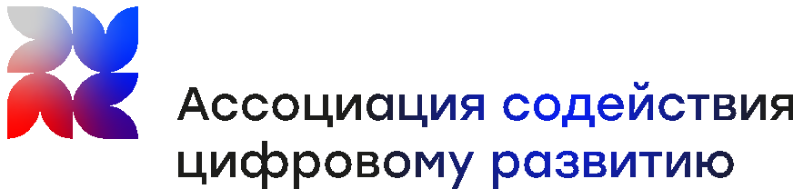 Ассоциация содействия
цифровому развитию